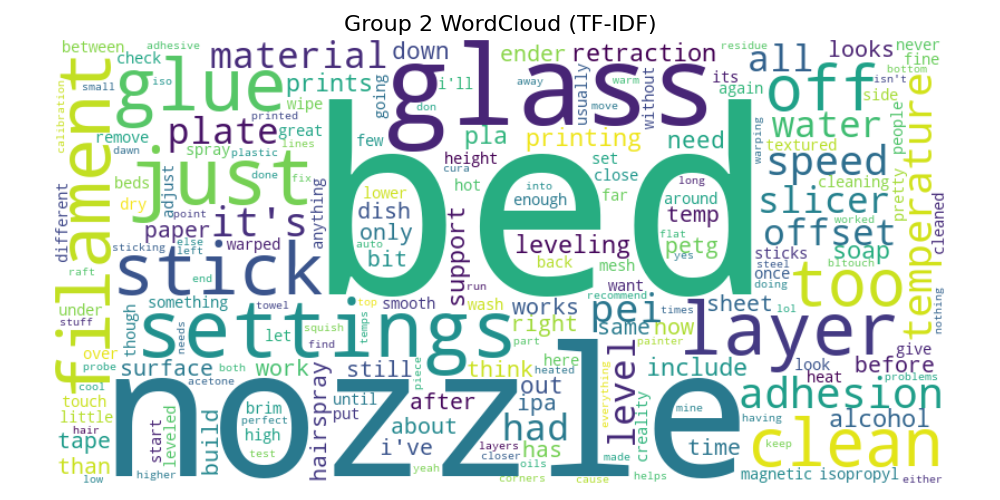 Group 2 WordCloud (TF-IDF)
between
adhesive
check
small
calibration
filament
glue
material
down
prints
wipe
printed
great
lines
going
i'll
glass
ender
retraction
its
again
away
warm
move
don
usually
without
residue
all
off
looks
never
fine
isn't
bottom
side
people
pretty
temperature
iso
plate
remove
dawn
spray
plastic
done
fix
few
pla
printing
need
height
cura
set
close
hot
far
into
enough
around
long
flat
yes
temp
petg
water
textured
speed
cleaning
slicer
worked
offset
soap
bltouch
cleaned
warping
beds
dry
adjust
just
point
paper
it's
anything
bed
lower
dish
only
bit
auto
leveling
back
mesh
run
support
different
sticking
else
left
warped
stick
end
raft
sticks
steel
once
doing
too
nothing
under
stuff
though
something
towel
settings
needs
let
find
squish
top
temps
smooth
wash
works
right
part
want
recommend
pei
times
same
now
painter
sheet
lol
layer
give
before
problems
over
probe
cool
surface
both
work
acetone
still
think
here
heated
piece
level
include
look
heat
touch
little
hair
tape
than
low
start
leveled
higher
build
brim
perfect
high
test
hairspray
until
put
after
about
i've
yeah
layers
closer
oils
corners
out
ipa
had
has
cause
made
everything
creality
helps
mine
nozzle
time
having
adhesion
alcohol
keep
clean
magnetic
isopropyl
either